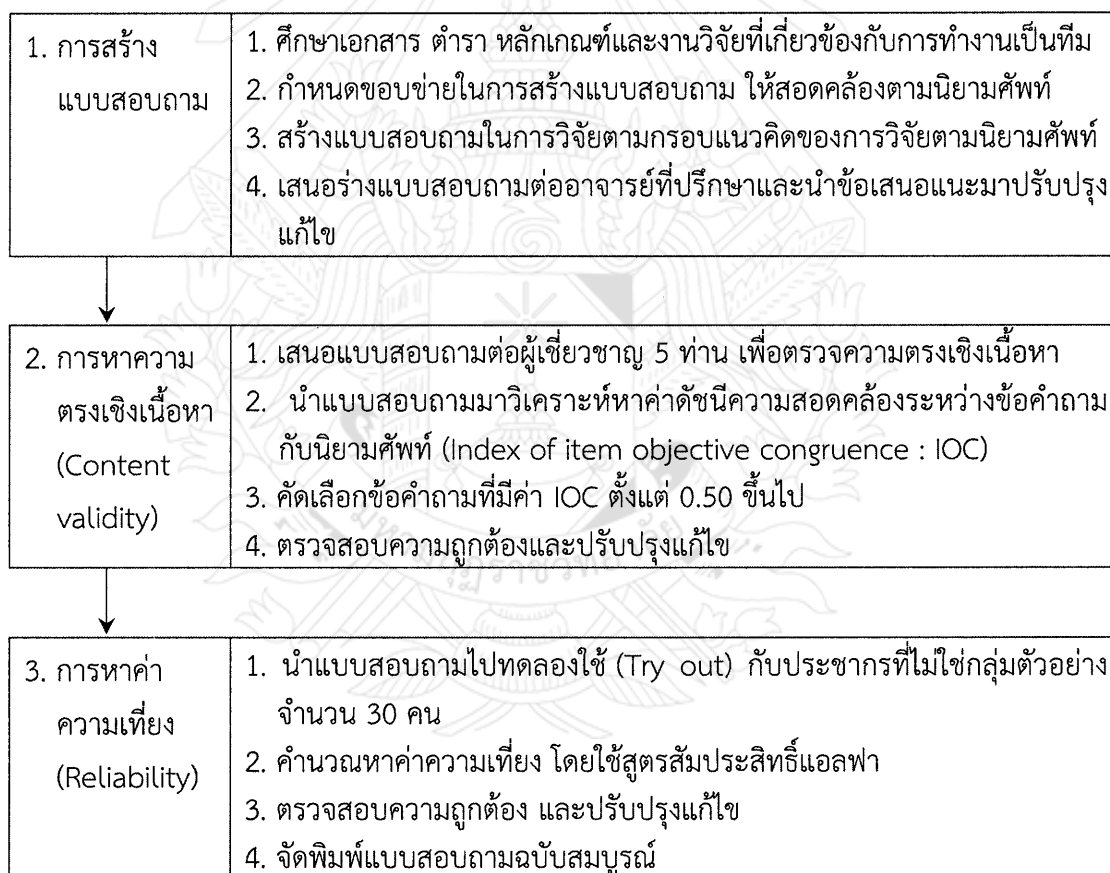 1. การสร้าง
แบบสอบถาม
1. ศึกษาเอกสาร ตำรา หลักเกณฑ์และงานวิจัยที่เกี่ยวข้องกับการทำงานเป็นทีม
2. กำหนดขอบข่ายในการสร้างแบบสอบถาม ให้สอดคล้องตามนิยามศัพท์
3. สร้างแบบสอบถามในการวิจัยตามกรอบแนวคิดของการวิจัยตามนิยามศัพท์
4. เสนอร่างแบบสอบถามต่ออาจารย์ที่ปรึกษาและนำข้อเสนอแนะมาปรับปรุง
แก้ไข
2. การหาความ
ตรงเชิงเนื้อหา
(Content
validity)
1. เสนอแบบสอบถามต่อผู้เชี่ยวชาญ 5 ท่าน เพื่อตรวจความตรงเชิงเนื้อหา
2. นำแบบสอบถามมาวิเคราะห์หาค่าดัชนีความสอดคล้องระหว่างข้อคำถาม
กับนิยามศัพท์ (Index of item objective congruence : IOC)
3. คัดเลือกข้อคำถามที่มีค่า IOC ตั้งแต่ 0.50 ขึ้นไป
4. ตรวจสอบความถูกต้องและปรับปรุงแก้ไข
3. การหาค่า
ความเที่ยง
(Reliability)
1. นำแบบสอบถามไปทดลองใช้ (Try out) กับประชากรที่ไม่ใช่กลุ่มตัวอย่าง
จำนวน 30 คน
2. คำนวณหาค่าความเที่ยง โดยใช้สูตรสัมประสิทธิ์แอลฟา
3. ตรวจสอบความถูกต้อง และปรับปรุงแก้ไข
4. จัดพิมพ์แบบสอบถามฉบับสมบูรณ์